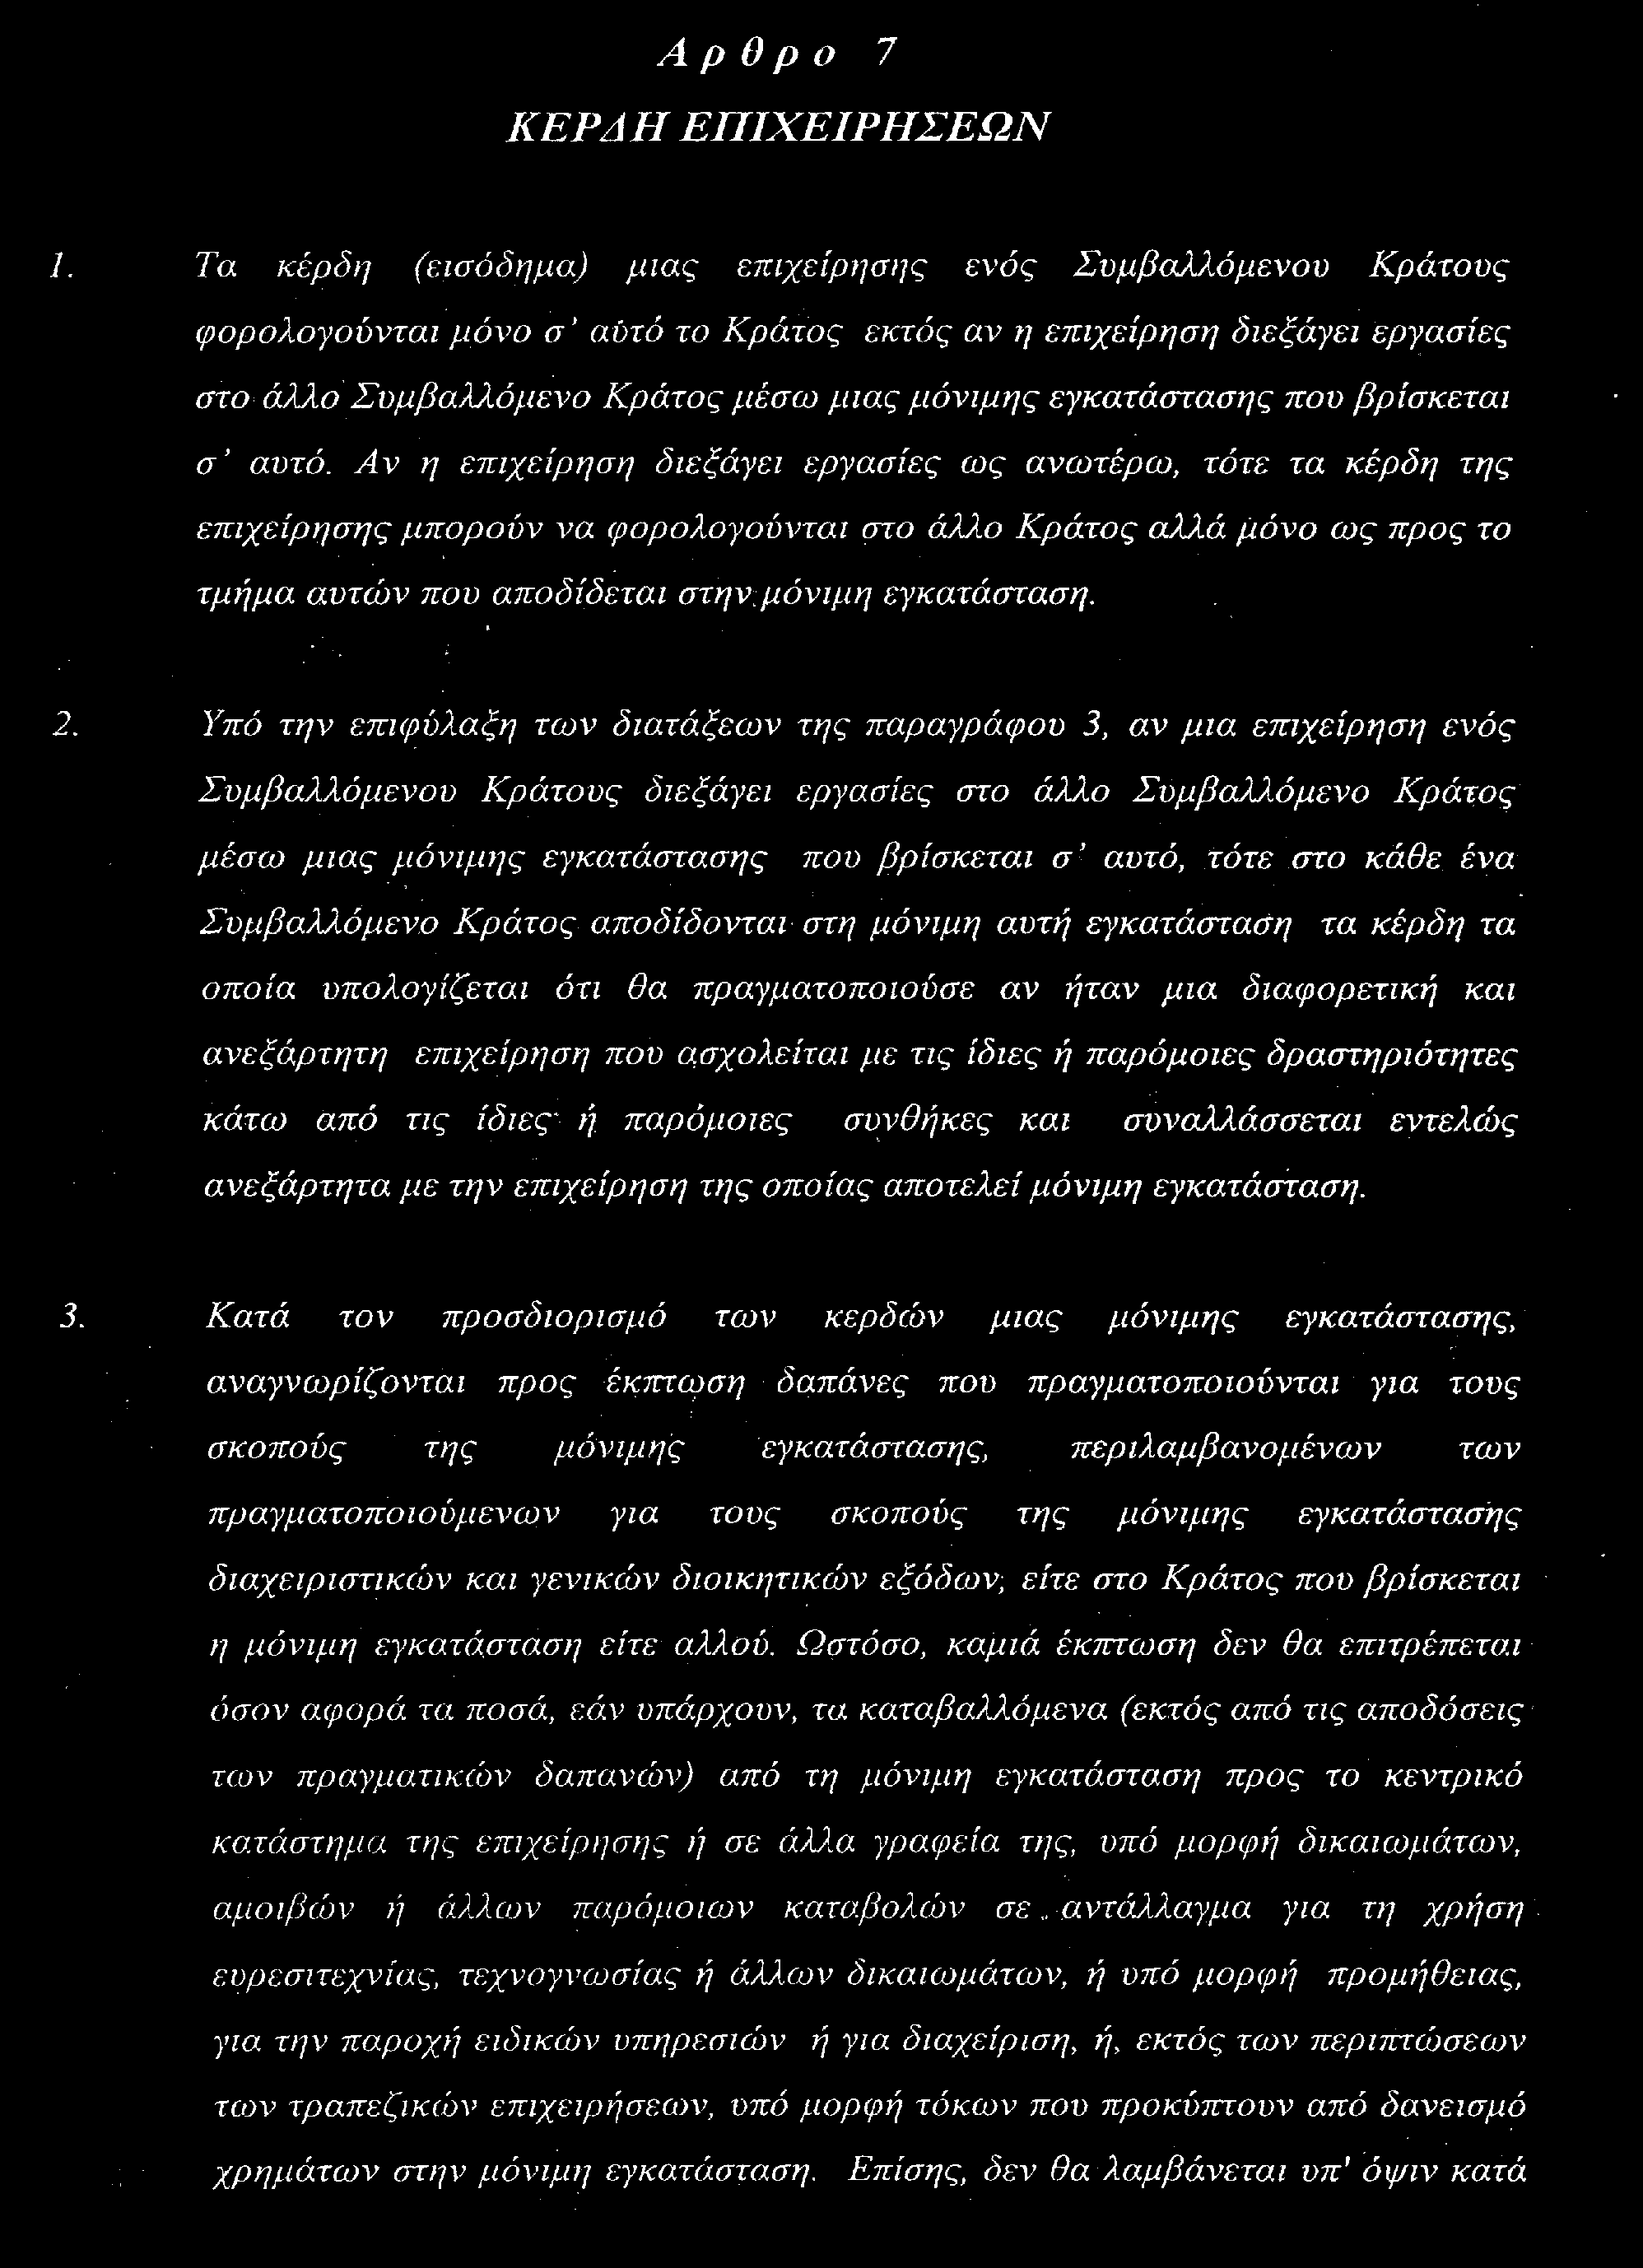 Αρθρο 7
ΚΕΡΔΗ ΕΠΙΧΕΙΡΗΣΕΩΝ
1. Τα κέρδη (εισόδημα) μιας επιχείρησης ενός Συμβαλλόμενου Κράτους
φορολογούνται μόνο σ' αυτό το Κράτος εκτός αν η επιχείρηση διεξάγει εργασίες
στο άλλο Συμβαλλόμενο Κράτος μέσω μιας μόνιμης εγκατάστασης που βρίσκεται
σ' αυτό. Αν η επιχείρηση διεξάγει εργασίες ως ανωτέρω, τότε τα κέρδη της
επιχείρησης μπορούν να φορολογούνται στο άλλο Κράτος αλλά μόνο ως προς το
τμήμα αυτών που αποδίδεται στην μόνιμη εγκατάσταση.
2. Υπό την επιφύλαξη των διατάξεων της παραγράφου 3, αν μια επιχείρηση ενός
Συμβαλλόμενου Κράτους διεξάγει εργασίες στο άλλο Συμβαλλόμενο Κράτος
μέσω μιας μόνιμης εγκατάστασης που βρίσκεται σ' αυτό, τότε στο κάθε ένα
Συμβαλλόμενο Κράτος αποδίδονται στη μόνιμη αυτή εγκατάσταση τα κέρδη τα
οποία υπολογίζεται ότι θα πραγματοποιούσε αν ήταν μια διαφορετική και
ανεξάρτητη επιχείρηση που ασχολείται με τις ίδιες ή παρόμοιες δραστηριότητες
κάτω από τις ίδιες ή παρόμοιες συνθήκες και συναλλάσσεται εντελώς
ανεξάρτητα με την επιχείρηση της οποίας αποτελεί μόνιμη εγκατάσταση.
3. Κατά τον προσδιορισμό των κερδών μιας μόνιμης εγκατάστασης,
αναγνωρίζονται προς έκπτωση δαπάνες που πραγματοποιούνται για τους
σκοπούς της μόνιμης εγκατάστασης, περιλαμβανομένων των
πραγματοποιούμενων για τους σκοπούς της μόνιμης εγκατάστασης
διαχειριστικών και γενικών διοικητικών εξόδων, είτε στο Κράτος που βρίσκεται
η μόνιμη εγκατάσταση είτε αλλού. Ωστόσο, καμιά έκπτωση δεν θα επιτρέπεται
όσον αφορά τα ποσά, εάν υπάρχουν, τα καταβαλλόμενα (εκτός από τις αποδόσεις
των πραγματικών δαπανών) από τη μόνιμη εγκατάσταση προς το κεντρικό
κατάστημα της επιχείρησης ή σε άλλα γραφεία της, υπό μορφή δικαιωμάτων,
αμοιβών ή άλλων παρόμοιων καταβολών σε αντάλλαγμα για τη χρήση
ευρεσιτεχνίας, τεχνογνωσίας ή άλλων δικαιωμάτων, ή υπό μορφή προμήθειας,
για την παροχή ειδικών υπηρεσιών ή για διαχείριση, ή, εκτός των περιπτώσεων
των τραπεζικών επιχειρήσεων, υπό μορφή τόκων που προκύπτουν από δανεισμό
χρημάτων στην μόνιμη εγκατάσταση. Επίσης, δεν θα λαμβάνεται υπ' όψιν κατά